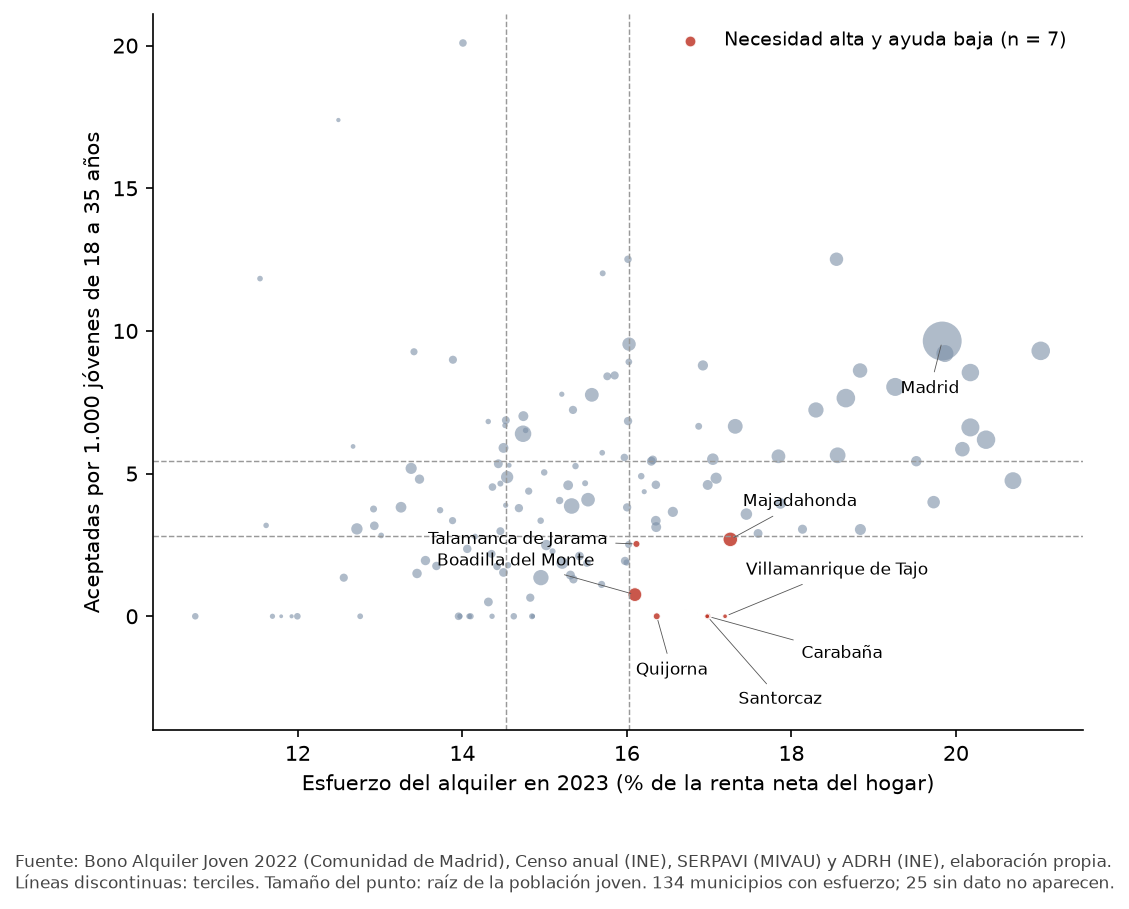 Necesidad alta y ayuda baja (n = 7)
Aceptadas por 1.000 jóvenes de 18 a 35 años
20
15
10
5
0
Madrid
Majadahonda
Talamanca de Jarama
Boadilla del Monte
Villamanrique de Tajo
Carabaña
Quijorna
Santorcaz
12 14 16 18 20
Esfuerzo del alquiler en 2023 (% de la renta neta del hogar)
Fuente: Bono Alquiler Joven 2022 (Comunidad de Madrid), Censo anual (INE), SERPAVI (MIVAU) y ADRH (INE), elaboración propia.
Líneas discontinuas: terciles. Tamaño del punto: raíz de la población joven. 134 municipios con esfuerzo; 25 sin dato no aparecen.